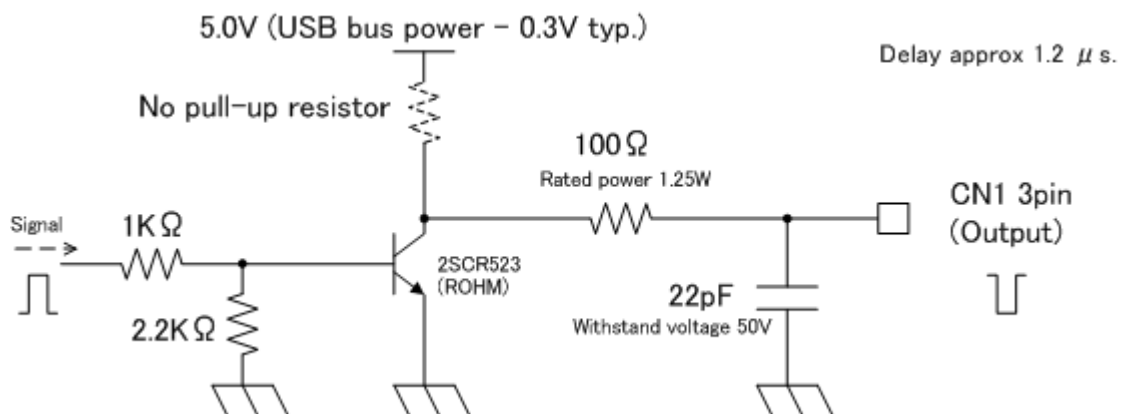 5.0V (USB bus power - 0.3V typ.)
Delay approx 1.2 μs.
No pull-up resistor
100Ω
Rated power 1.25W
CN1 3pin
(Output)
Signal
1KΩ
2SCR523
(ROHM)
22pF
Withstand voltage 50V
2.2KΩ